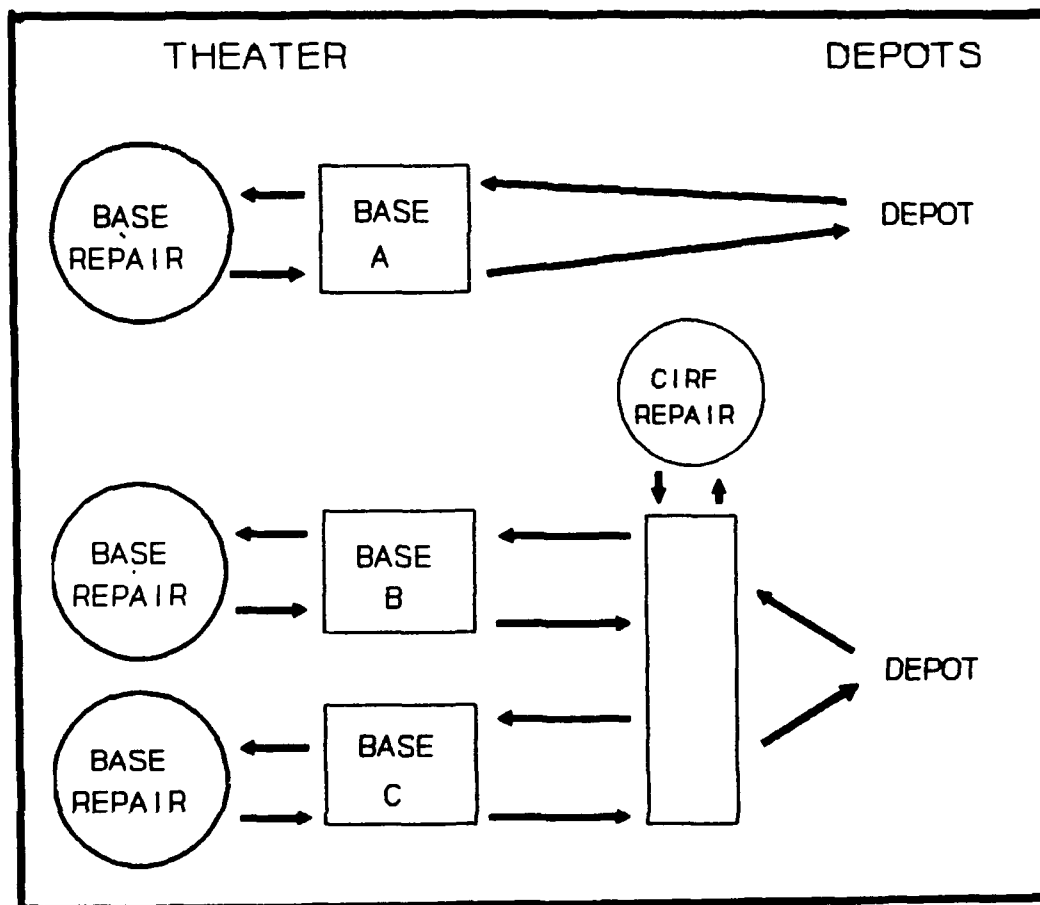 THEATER DEPOTS
BASE
REPAIR
BASE
A
DEPOT
CIRF
REPAIR
BASE
REPAIR
BASE
B
DEPOT
BASE
REPAIR
BASE
C